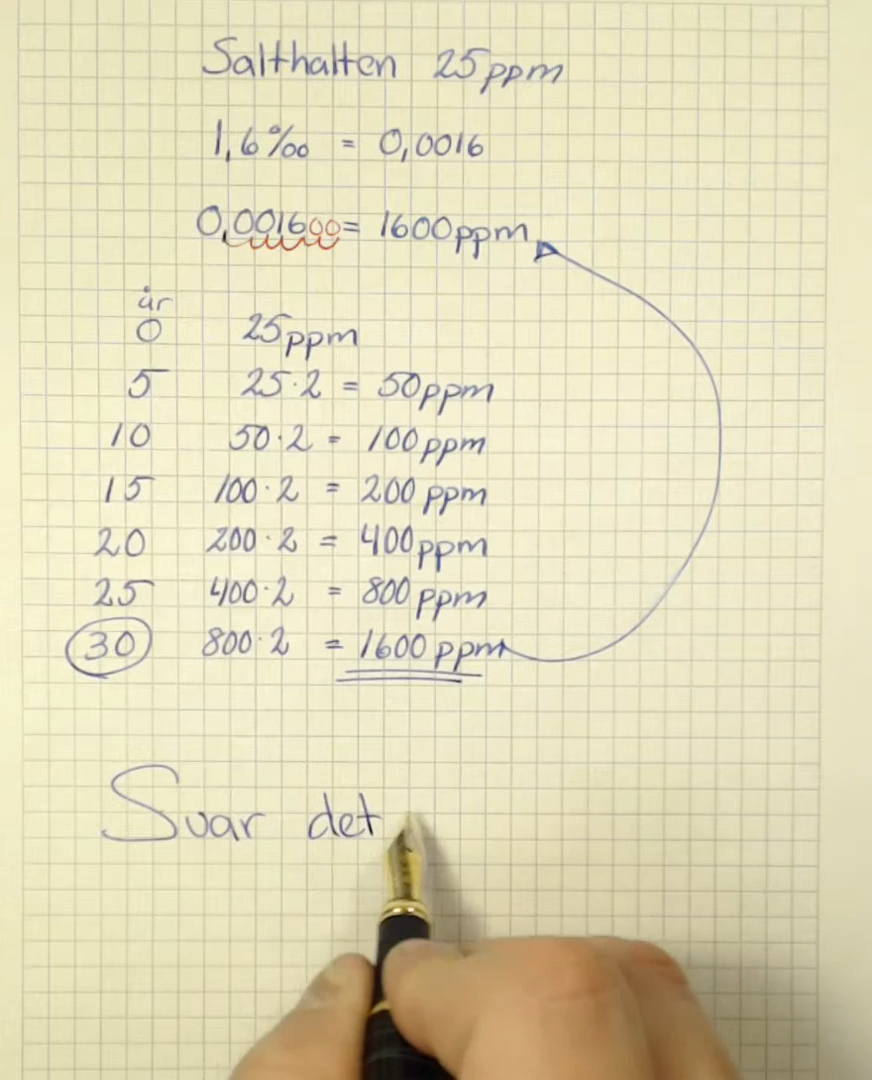 Salthalten 25ppm
1,6‰ = 0,0016
0,001600 = 1600ppm
år
0 25ppm
5 25·2 = 50ppm
10 50·2 = 100ppm
15 100·2 = 200ppm
20 200·2 = 400ppm
25 400·2 = 800ppm
30 800·2 = 1600ppm
Svar det